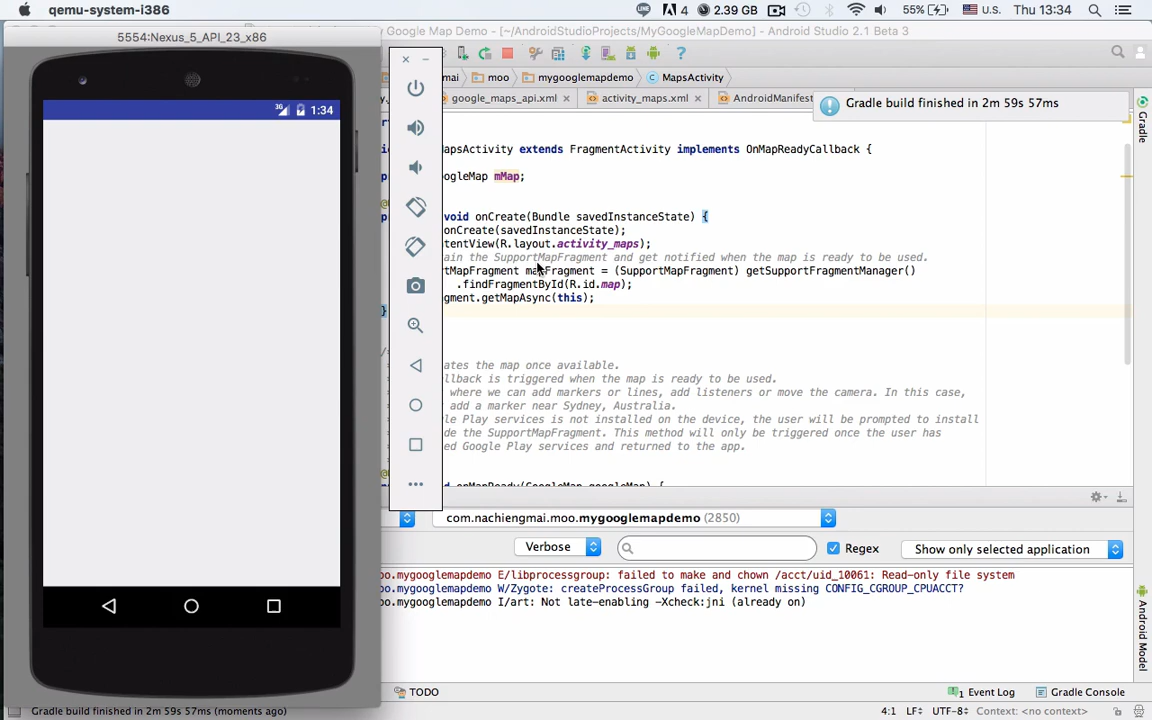 qemu-system-i386
4
2.39 GB
55%
U.S.
Thu 13:34
5554:Nexus_5_API_23_x86
Google Map Demo] - [~/AndroidStudioProjects/MyGoogleMapDemo] - Android Studio 2.1 Beta 3
mai
moo
mygooglemapdemo
MapsActivity
google_maps_api.xml
activity_maps.xml
AndroidManifest
Gradle build finished in 2m 59s 57ms
Gradle
3G
1:34
MapsActivity extends FragmentActivity implements OnMapReadyCallback {
ogleMap mMap;
void onCreate(Bundle savedInstanceState) {
onCreate(savedInstanceState);
tentView(R.layout.activity_maps);
ain the SupportMapFragment and get notified when the map is ready to be used.
tMapFragment mapFragment = (SupportMapFragment) getSupportFragmentManager()
.findFragmentById(R.id.map);
gment.getMapAsync(this);
}
ates the map once available.
llback is triggered when the map is ready to be used.
where we can add markers or lines, add listeners or move the camera. In this case,
add a marker near Sydney, Australia.
le Play services is not installed on the device, the user will be prompted to install
de the SupportMapFragment. This method will only be triggered once the user has
ed Google Play services and returned to the app.
d onMapReady(GoogleMap googleMap) {
com.nachiengmai.moo.mygooglemapdemo (2850)
Verbose
Regex
Show only selected application
oo.mygooglemapdemo E/libprocessgroup: failed to make and chown /acct/uid_10061: Read-only file system
oo.mygooglemapdemo W/Zygote: createProcessGroup failed, kernel missing CONFIG_CGROUP_CPUACCT?
oo.mygooglemapdemo I/art: Not late-enabling -Xcheck:jni (already on)
Android Model
TODO
1 Event Log
Gradle Console
Gradle build finished in 2m 59s 57ms (moments ago)
4:1
LF
UTF-8
Context: <no context>